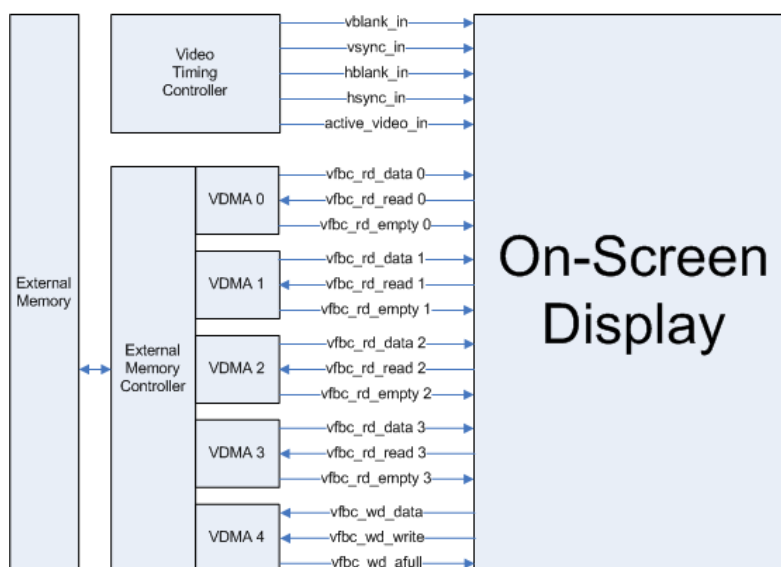 Video
Timing
Controller
vblank_in
vsync_in
hblank_in
hsync_in
active_video_in
External
Memory
External
Memory
Controller
VDMA 0
vfbc_rd_data 0
vfbc_rd_read 0
vfbc_rd_empty 0
VDMA 1
vfbc_rd_data 1
vfbc_rd_read 1
vfbc_rd_empty 1
VDMA 2
vfbc_rd_data 2
vfbc_rd_read 2
vfbc_rd_empty 2
VDMA 3
vfbc_rd_data 3
vfbc_rd_read 3
vfbc_rd_empty 3
VDMA 4
vfbc_wd_data
vfbc_wd_write
vfbc_wd_afull
On-Screen
Display